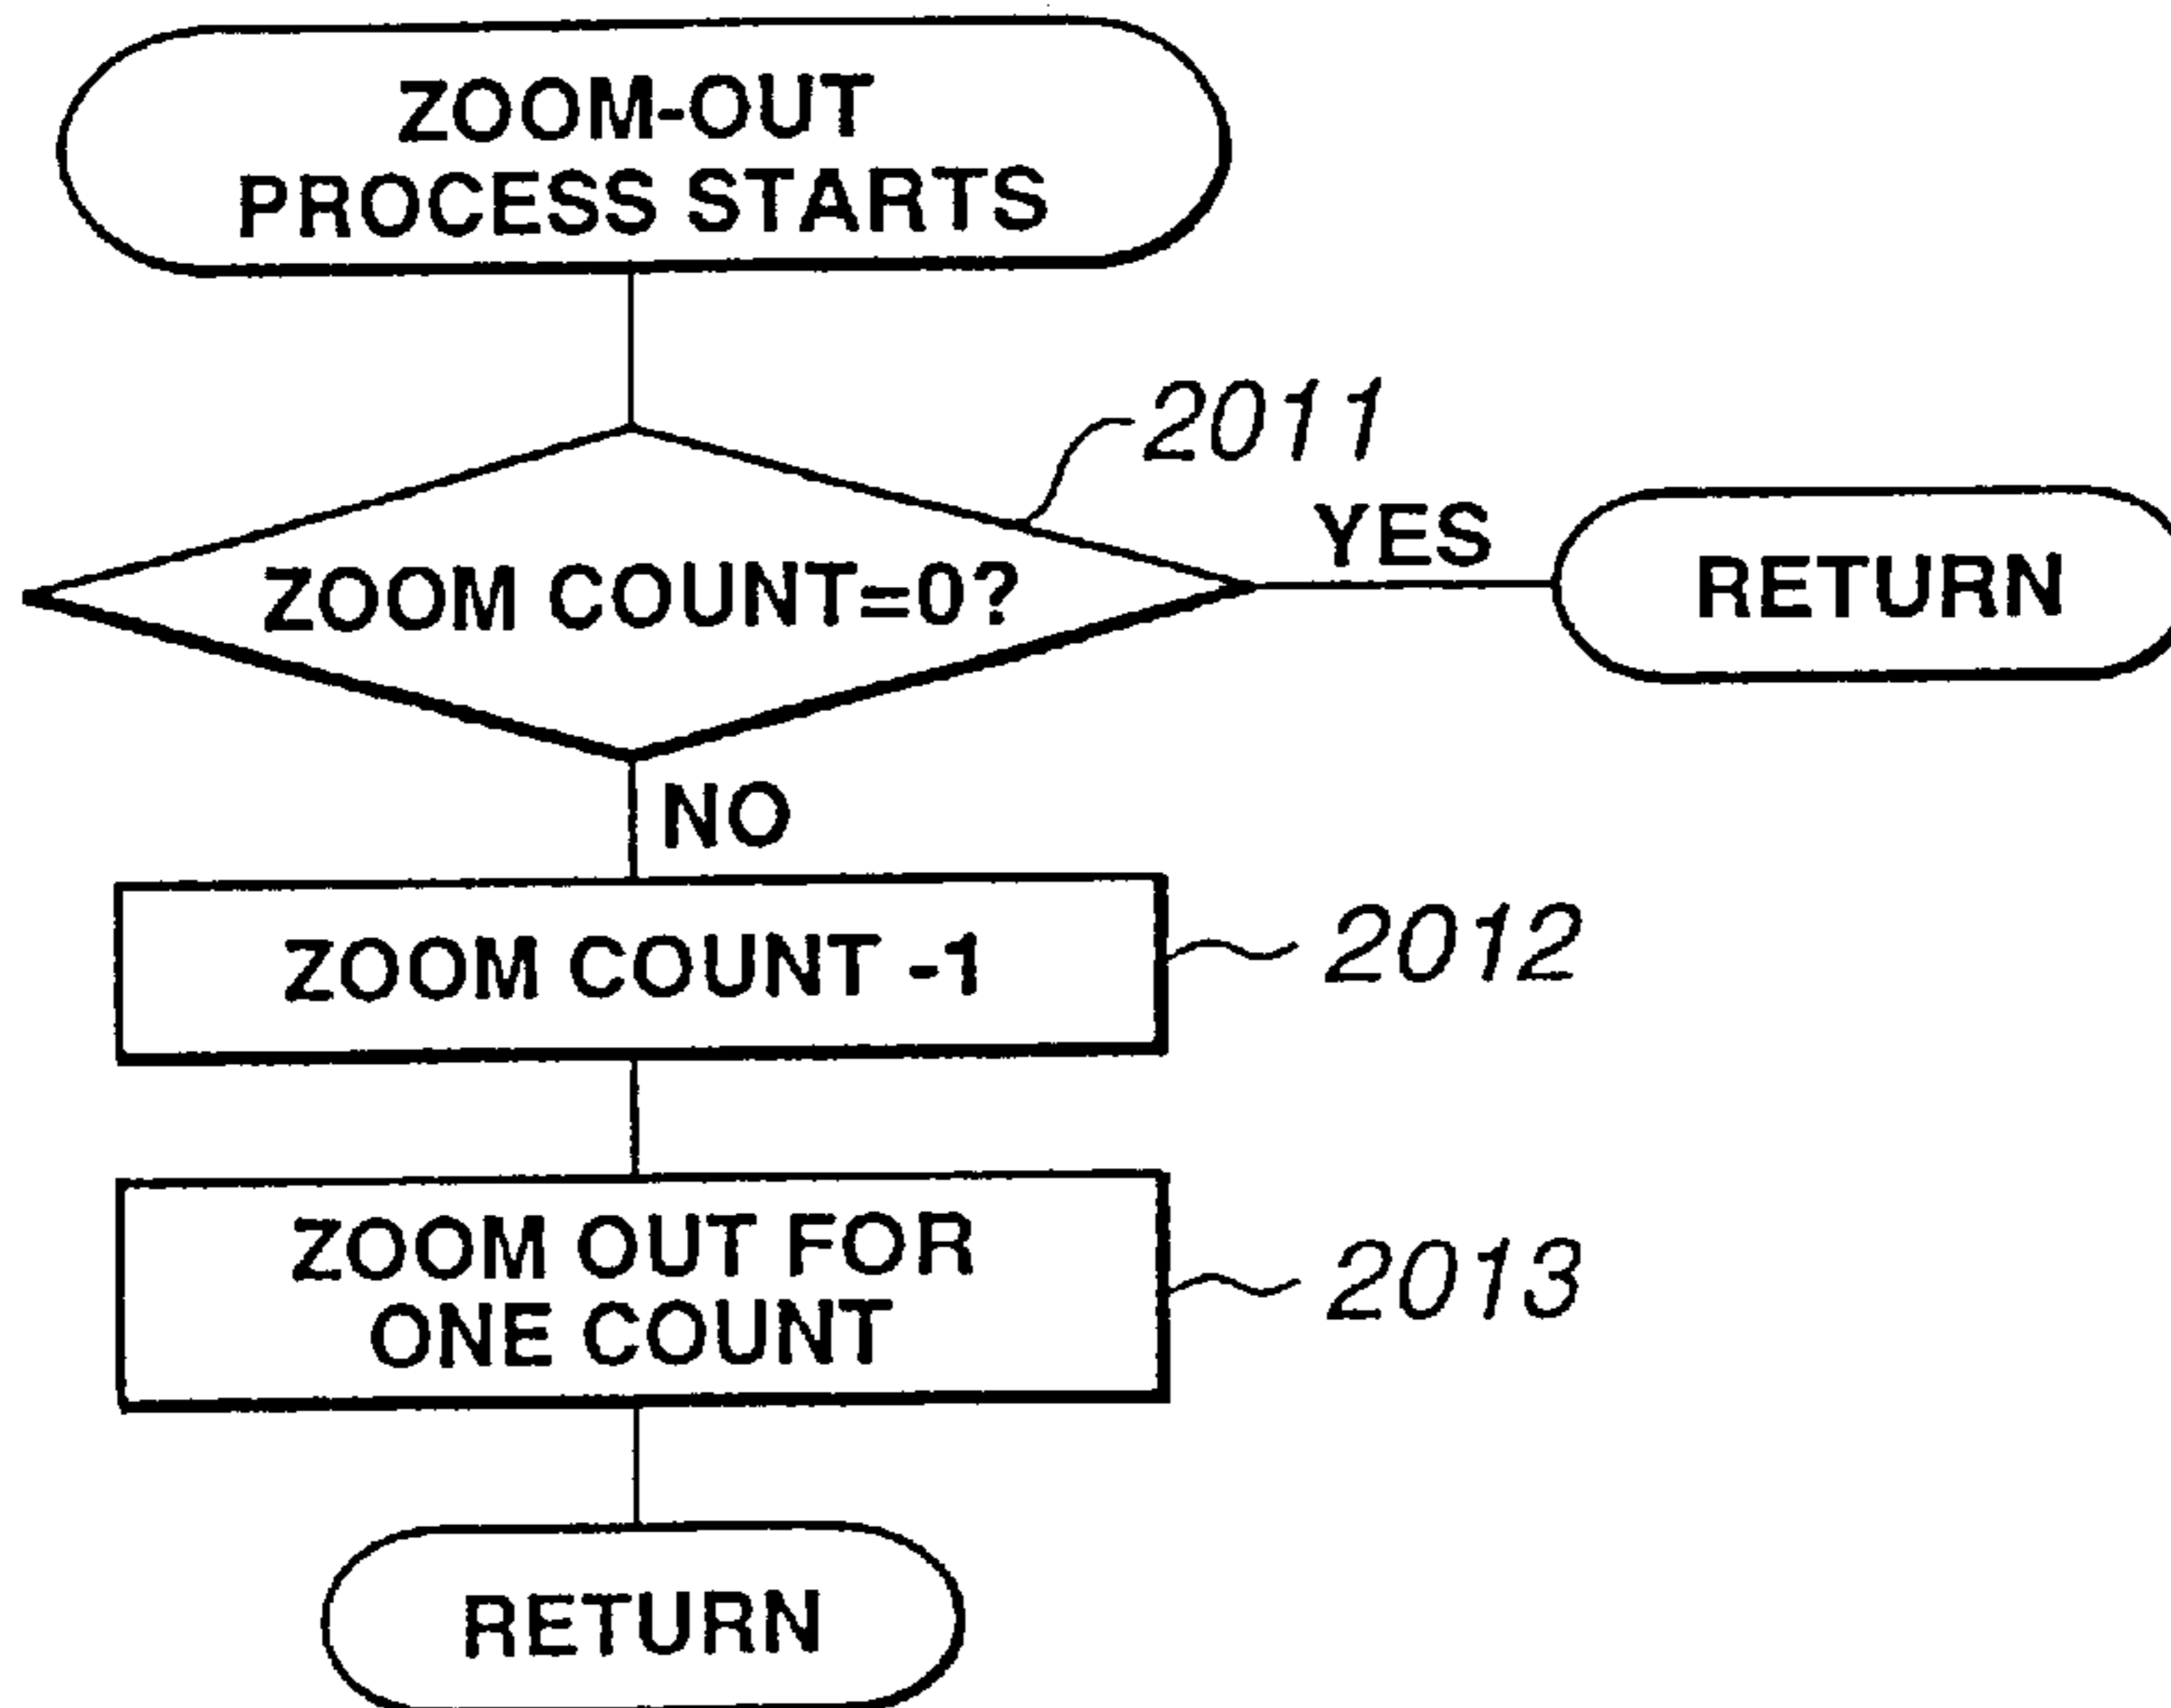 ZOOM-OUT
PROCESS STARTS
2011
ZOOM COUNT=0?
YES
RETURN
NO
ZOOM COUNT -1
2012
ZOOM OUT FOR
ONE COUNT
2013
RETURN